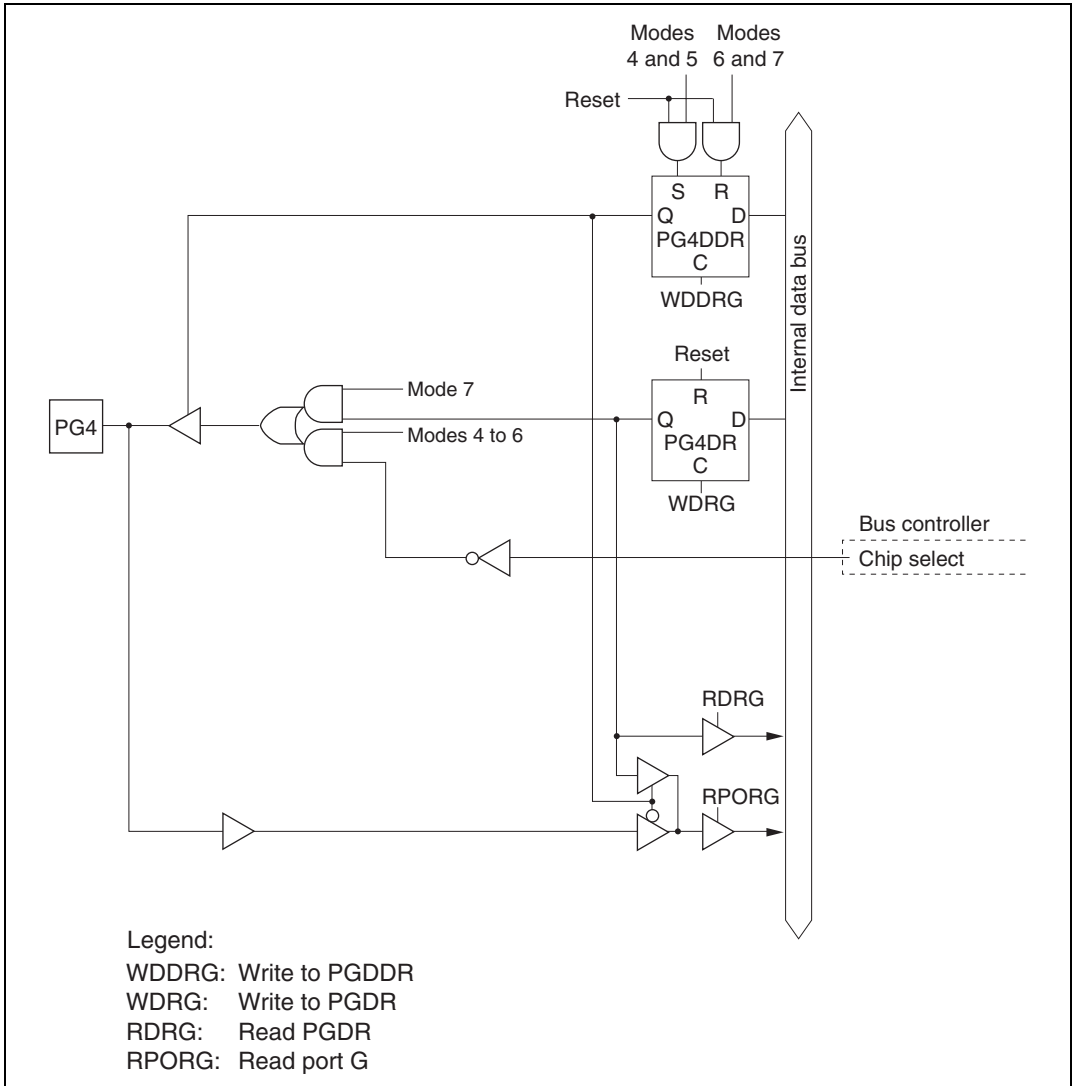 Modes Modes
4 and 5 6 and 7
Reset
S R
Q D
PG4DDR
C
WDDRG
Internal data bus
Reset
R
Q D
PG4DR
C
WDRG
Mode 7
PG4
Modes 4 to 6
Bus controller
Chip select
RDRG
RPORG
Legend:
WDDRG: Write to PGDDR
WDRG: Write to PGDR
RDRG: Read PGDR
RPORG: Read port G